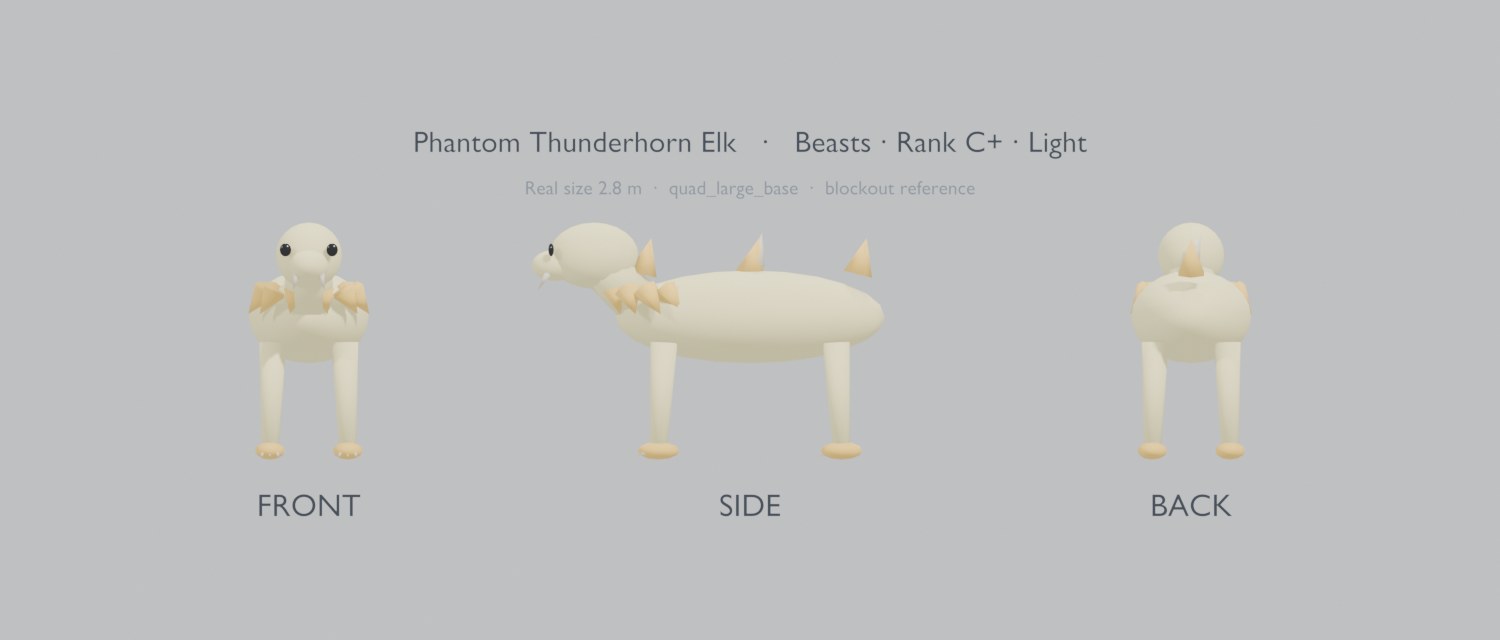 Phantom Thunderhorn Elk · Beasts · Rank C+ · Light
Real size 2.8 m · quad_large_base · blockout reference
FRONT
SIDE
BACK